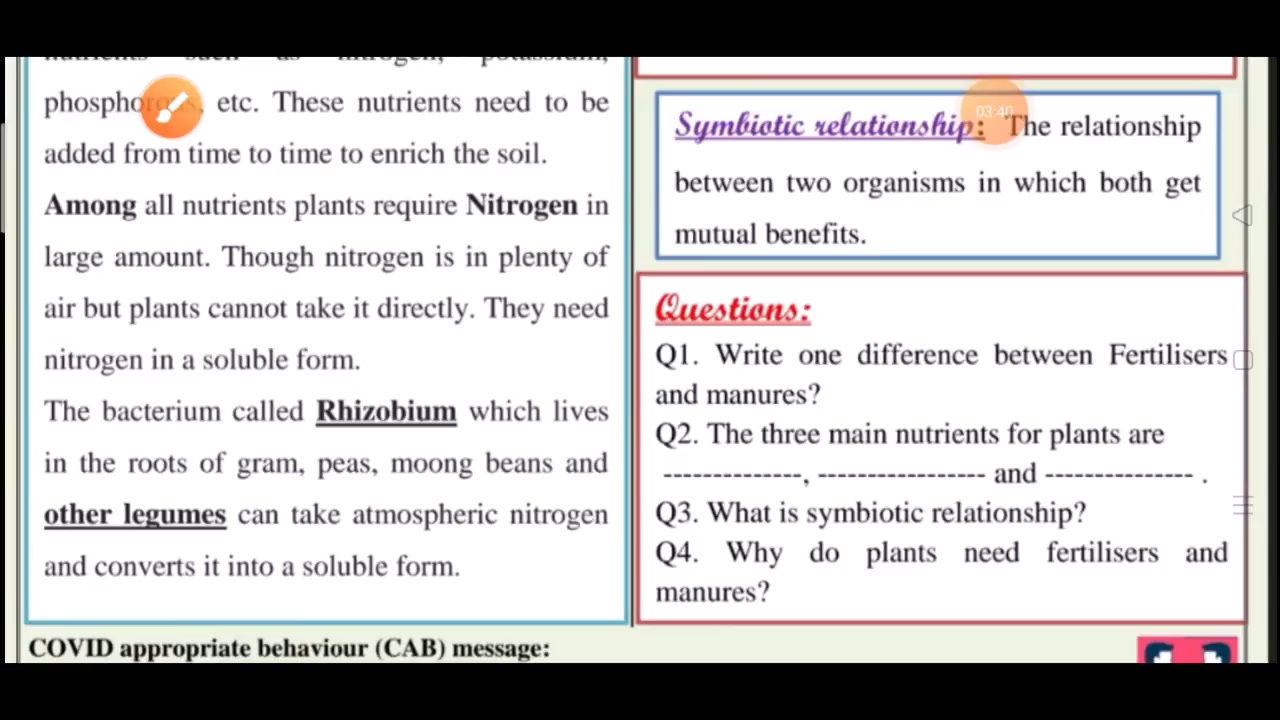 phosphorous, etc. These nutrients need to be
added from time to time to enrich the soil.
Among all nutrients plants require Nitrogen in
large amount. Though nitrogen is in plenty of
air but plants cannot take it directly. They need
nitrogen in a soluble form.
The bacterium called Rhizobium which lives
in the roots of gram, peas, moong beans and
other legumes can take atmospheric nitrogen
and converts it into a soluble form.
03:40
Symbiotic relationship: The relationship
between two organisms in which both get
mutual benefits.
Questions:
Q1. Write one difference between Fertilisers
and manures?
Q2. The three main nutrients for plants are
--------------, ----------------- and --------------- .
Q3. What is symbiotic relationship?
Q4. Why do plants need fertilisers and
manures?
COVID appropriate behaviour (CAB) message: